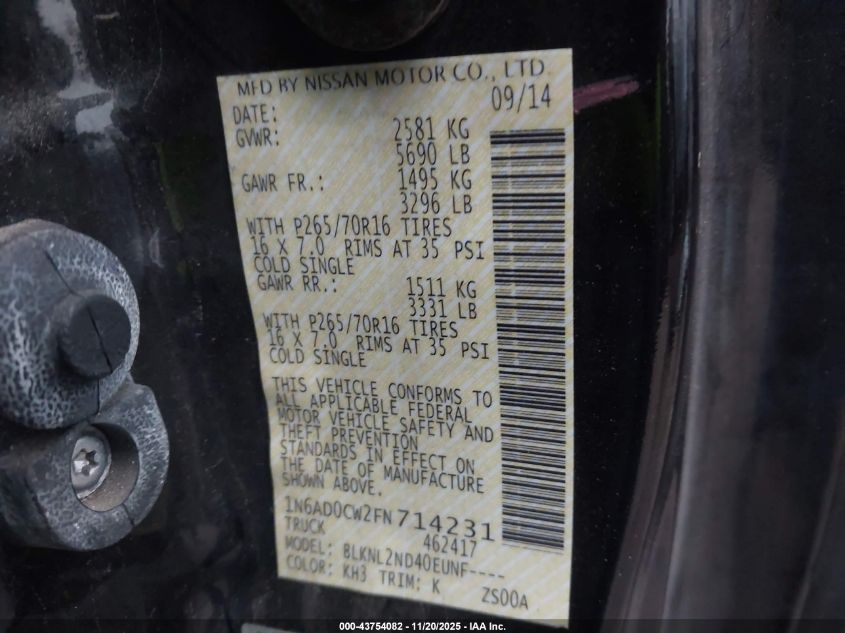 MFD BY NISSAN MOTOR CO., LTD.
DATE: 09/14
GVWR: 2581 KG
5690 LB
GAWR FR.: 1495 KG
3296 LB
WITH P265/70R16 TIRES
16 X 7.0 RIMS AT 35 PSI
COLD SINGLE
GAWR RR.: 1511 KG
3331 LB
WITH P265/70R16 TIRES
16 X 7.0 RIMS AT 35 PSI
COLD SINGLE
THIS VEHICLE CONFORMS TO
ALL APPLICABLE FEDERAL
MOTOR VEHICLE SAFETY AND
THEFT PREVENTION
STANDARDS IN EFFECT ON
THE DATE OF MANUFACTURE
SHOWN ABOVE.
1N6AD0CW2FN714231
TRUCK 462417
MODEL: BLKNL2ND40EUNF----
COLOR: KH3 TRIM: K ZS00A
000-43754082 - 11/20/2025 - IAA Inc.